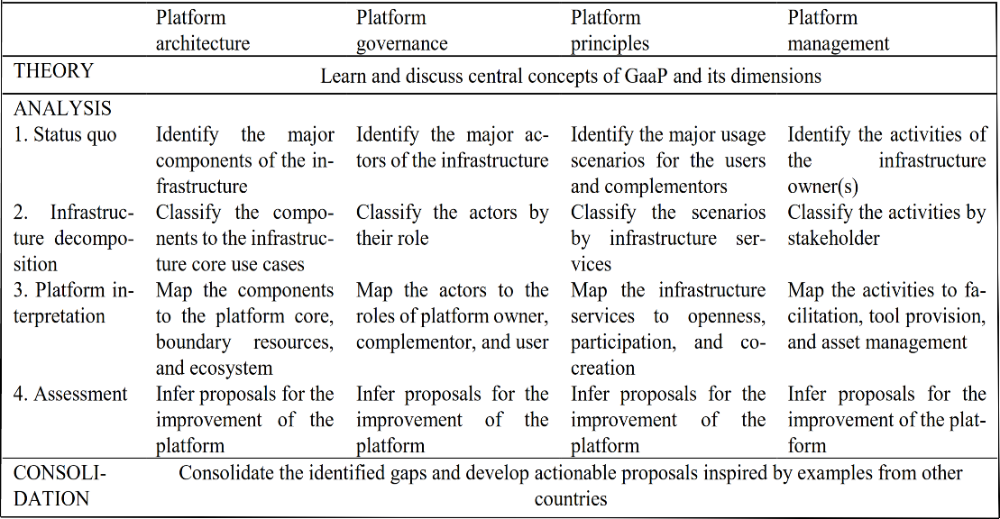 Platform architecture Platform governance Platform principles Platform management
THEORY Learn and discuss central concepts of GaaP and its dimensions
ANALYSIS
1. Status quo
Identify the major
components of the in-
frastructure
Identify the major ac-
tors of the infrastructure
Identify the major usage
scenarios for the users
and complementors
Identify the activities of
the infrastructure
owner(s)
2. Infrastruc-
ture decompo-
sition
Classify the compo-
nents to the infrastruc-
ture core use cases
Classify the actors by
their role
Classify the scenarios
by infrastructure ser-
vices
Classify the activities by
stakeholder
3. Platform in-
terpretation
Map the components
to the platform core,
boundary resources,
and ecosystem
Map the actors to the
roles of platform owner,
complementor, and user
Map the infrastructure
services to openness,
participation, and co-
creation
Map the activities to fa-
cilitation, tool provision,
and asset management
4. Assessment
Infer proposals for the
improvement of the
platform
Infer proposals for the
improvement of the
platform
Infer proposals for the
improvement of the
platform
Infer proposals for the
improvement of the plat-
form
CONSOLI-
DATION
Consolidate the identified gaps and develop actionable proposals inspired by examples from other
countries